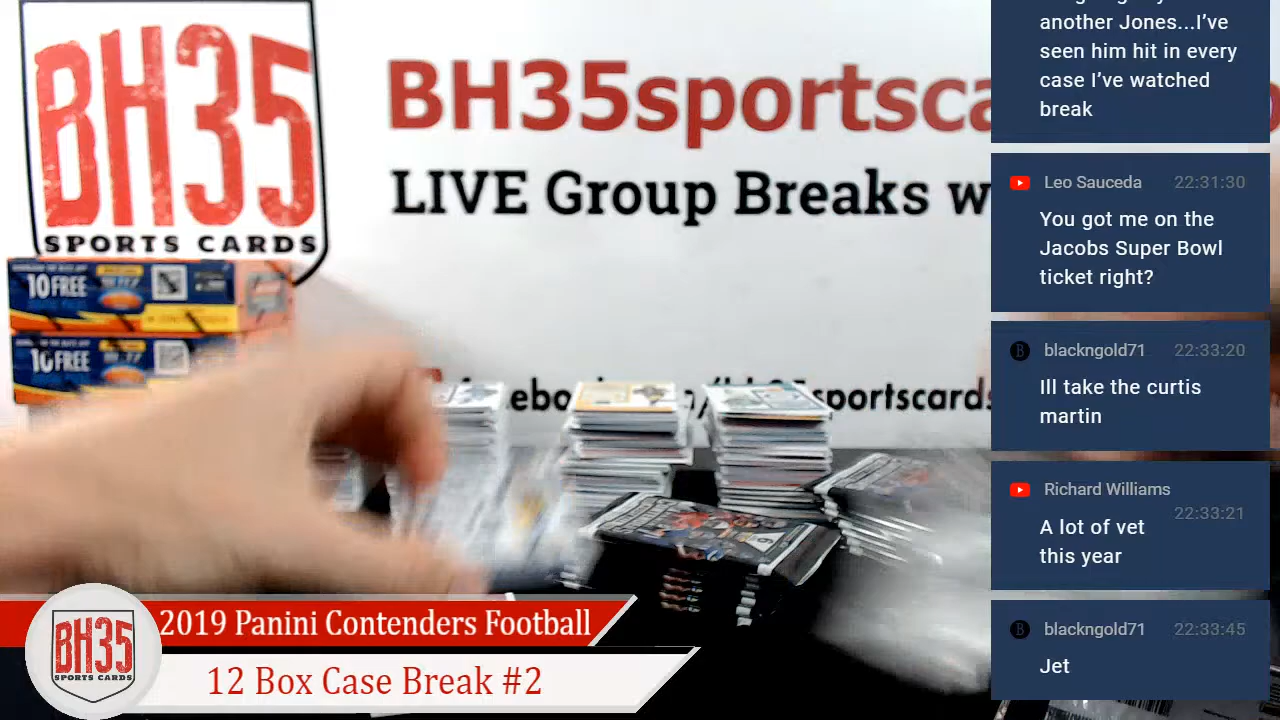 BH35
SPORTS CARDS
BH35sportsca
LIVE Group Breaks w
10 FREE
10 FREE
sportscards
another Jones...I've
seen him hit in every
case I've watched
break
Leo Sauceda 22:31:30
You got me on the
Jacobs Super Bowl
ticket right?
blackngold71 22:33:20
Ill take the curtis
martin
Richard Williams
22:33:21
A lot of vet
this year
blackngold71 22:33:45
Jet
2019 Panini Contenders Football
12 Box Case Break #2
BH35
SPORTS CARDS